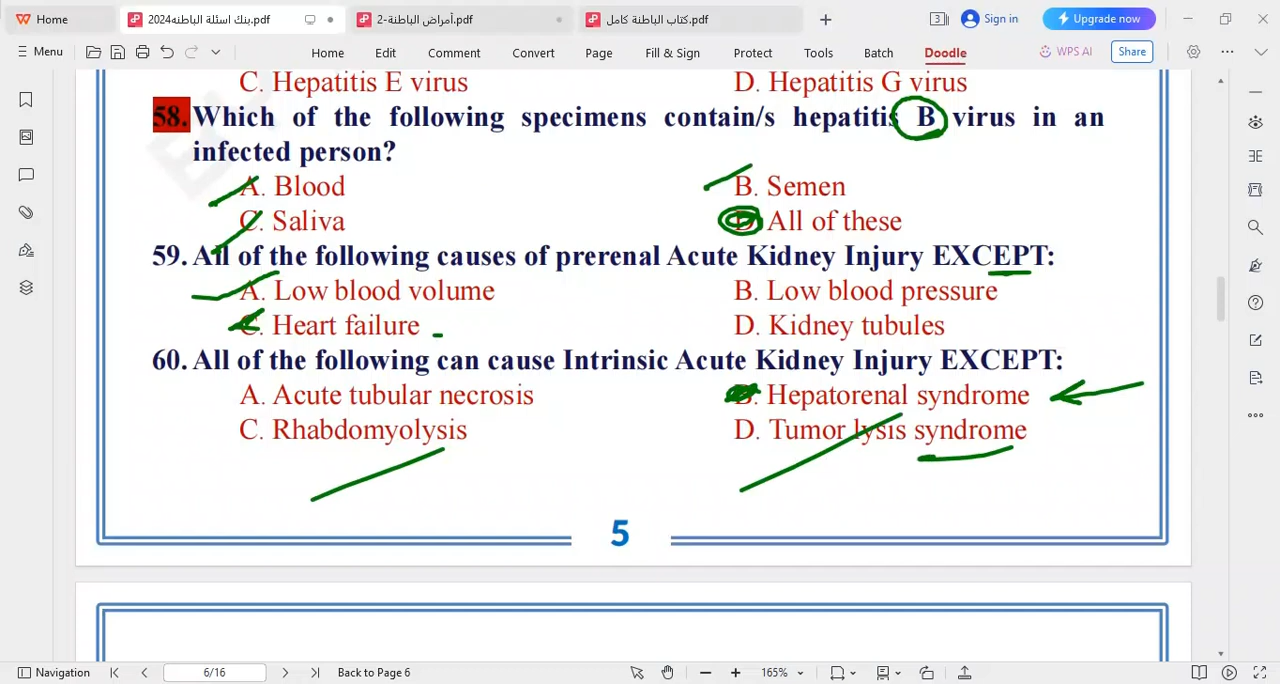 Home
بنك اسئلة الباطنه2024.pdf
أمراض الباطنة-2.pdf
كتاب الباطنة كامل.pdf
3
Sign in
Upgrade now
Menu
Home
Edit
Comment
Convert
Page
Fill & Sign
Protect
Tools
Batch
Doodle
WPS AI
Share
C. Hepatitis E virus
D. Hepatitis G virus
58. Which of the following specimens contain/s hepatitis B virus in an
infected person?
A. Blood
B. Semen
C. Saliva
D. All of these
59. All of the following causes of prerenal Acute Kidney Injury EXCEPT:
A. Low blood volume
B. Low blood pressure
C. Heart failure
D. Kidney tubules
60. All of the following can cause Intrinsic Acute Kidney Injury EXCEPT:
A. Acute tubular necrosis
B. Hepatorenal syndrome
C. Rhabdomyolysis
D. Tumor lysis syndrome
5
Navigation
6/16
Back to Page 6
165%